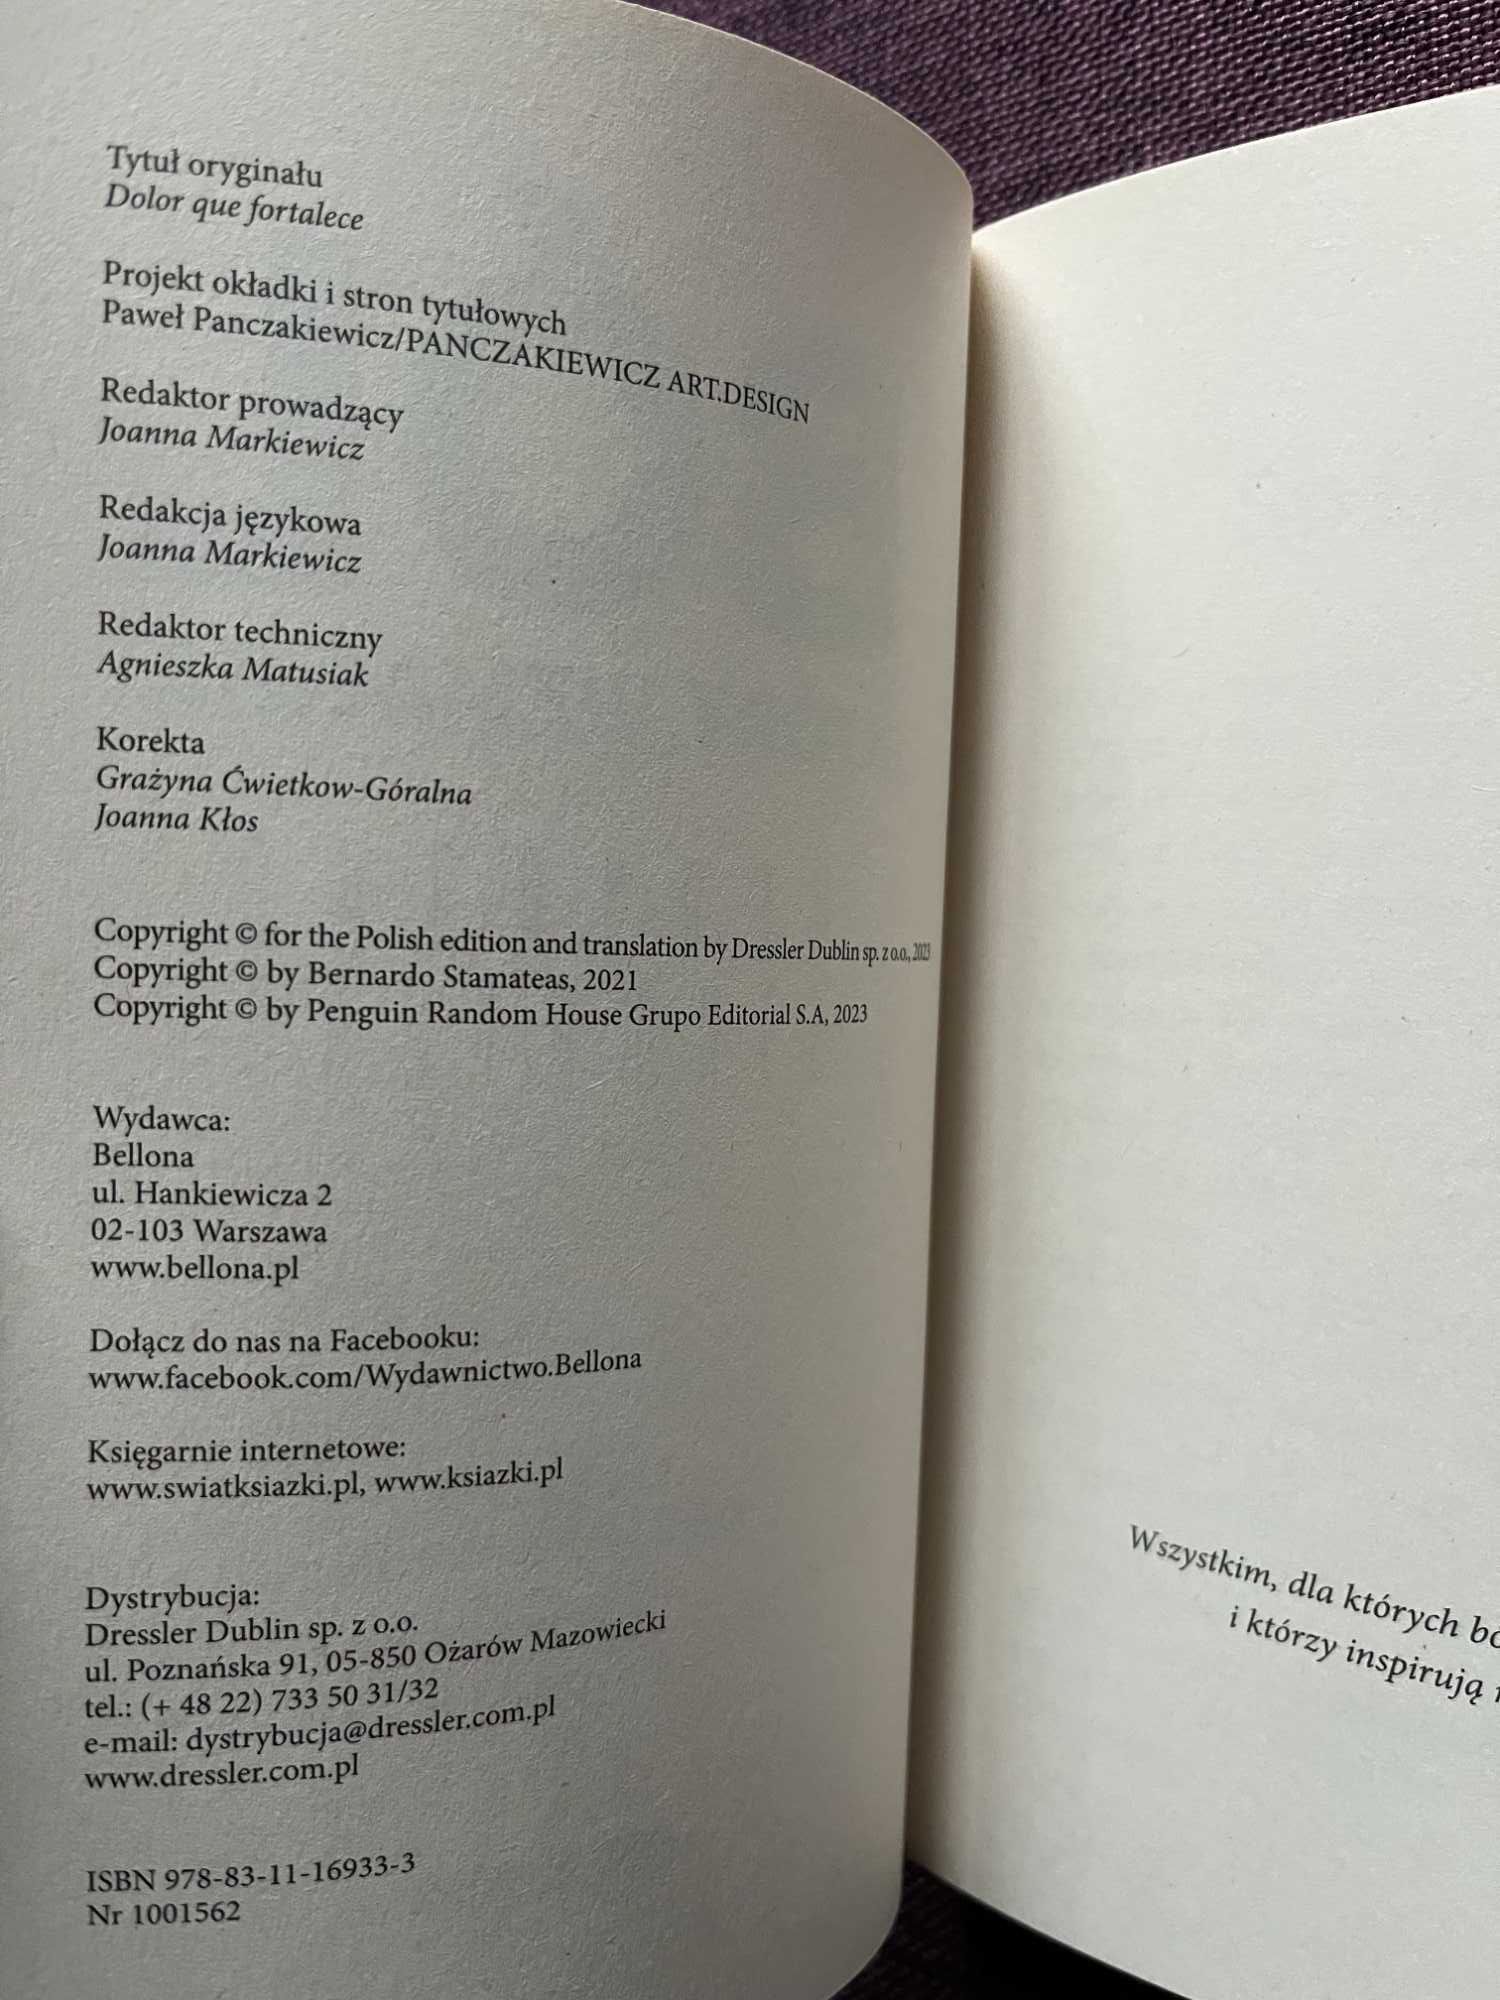 Tytuł oryginału
Dolor que fortalece
Projekt okładki i stron tytułowych
Paweł Panczakiewicz/PANCZAKIEWICZ ART.DESIGN
Redaktor prowadzący
Joanna Markiewicz
Redakcja językowa
Joanna Markiewicz
Redaktor techniczny
Agnieszka Matusiak
Korekta
Grażyna Ćwietkow-Góralna
Joanna Kłos
Copyright © for the Polish edition and translation by Dressler Dublin sp. z o.o., 2023
Copyright © by Bernardo Stamateas, 2021
Copyright © by Penguin Random House Grupo Editorial S.A, 2023
Wydawca:
Bellona
ul. Hankiewicza 2
02-103 Warszawa
www.bellona.pl
Dołącz do nas na Facebooku:
www.facebook.com/Wydawnictwo.Bellona
Księgarnie internetowe:
www.swiatksiazki.pl, www.ksiazki.pl
Dystrybucja:
Dressler Dublin sp. z o.o.
ul. Poznańska 91, 05-850 Ożarów Mazowiecki
tel.: (+ 48 22) 733 50 31/32
e-mail: dystrybucja@dressler.com.pl
www.dressler.com.pl
ISBN 978-83-11-16933-3
Nr 1001562
Wszystkim, dla których
i którzy inspirują